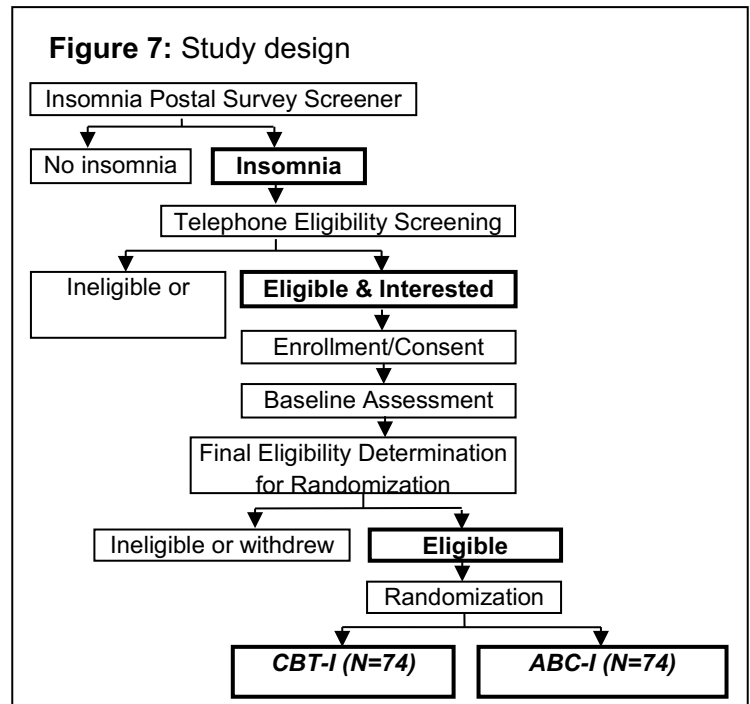 Figure 7: Study design
Insomnia Postal Survey Screener
No insomnia
Insomnia
Telephone Eligibility Screening
Ineligible or
Eligible & Interested
Enrollment/Consent
Baseline Assessment
Final Eligibility Determination
for Randomization
Ineligible or withdrew
Eligible
Randomization
CBT-I (N=74)
ABC-I (N=74)